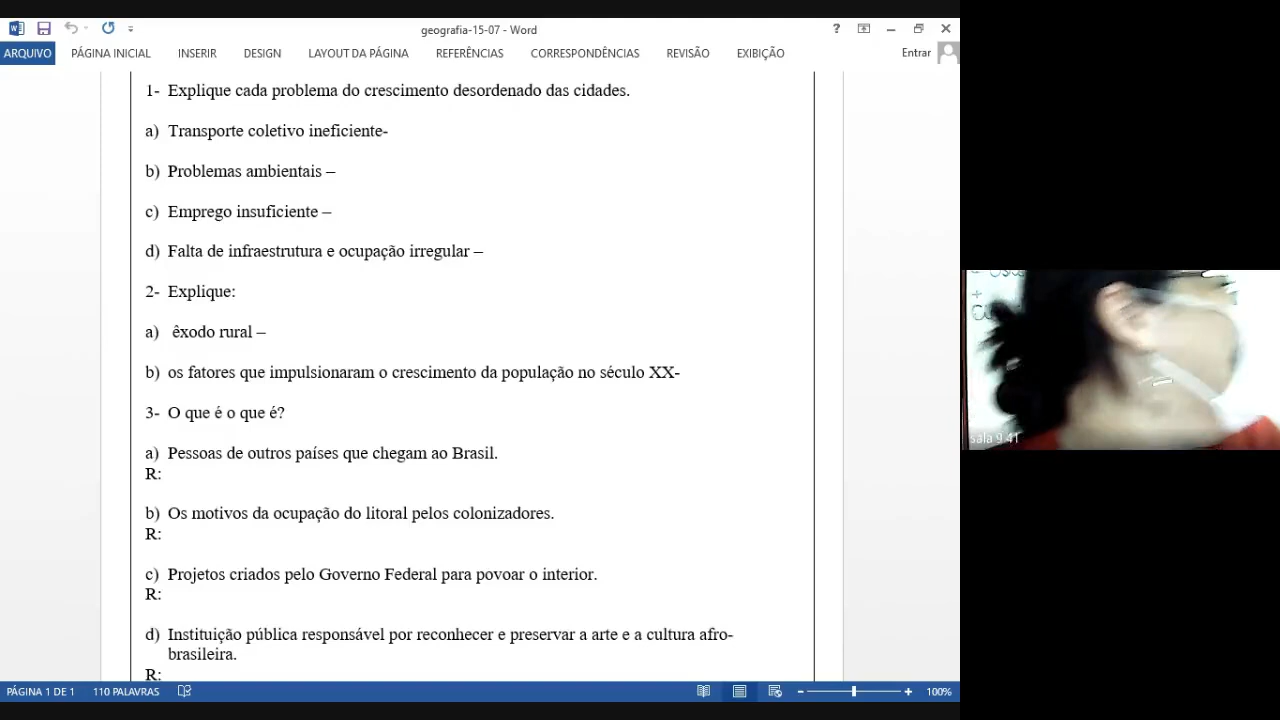 geografia-15-07 - Word
ARQUIVO PÁGINA INICIAL INSERIR DESIGN LAYOUT DA PÁGINA REFERÊNCIAS CORRESPONDÊNCIAS REVISÃO EXIBIÇÃO Entrar
1- Explique cada problema do crescimento desordenado das cidades.
a) Transporte coletivo ineficiente-
b) Problemas ambientais –
c) Emprego insuficiente –
d) Falta de infraestrutura e ocupação irregular –
2- Explique:
a) êxodo rural –
b) os fatores que impulsionaram o crescimento da população no século XX-
3- O que é o que é?
a) Pessoas de outros países que chegam ao Brasil.
R:
b) Os motivos da ocupação do litoral pelos colonizadores.
R:
c) Projetos criados pelo Governo Federal para povoar o interior.
R:
d) Instituição pública responsável por reconhecer e preservar a arte e a cultura afro-
brasileira.
R:
PÁGINA 1 DE 1 110 PALAVRAS 100%
sala 9 41